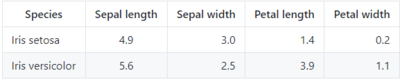 Species Sepal length Sepal width Petal length Petal width
Iris setosa 4.9 3.0 1.4 0.2
Iris versicolor 5.6 2.5 3.9 1.1